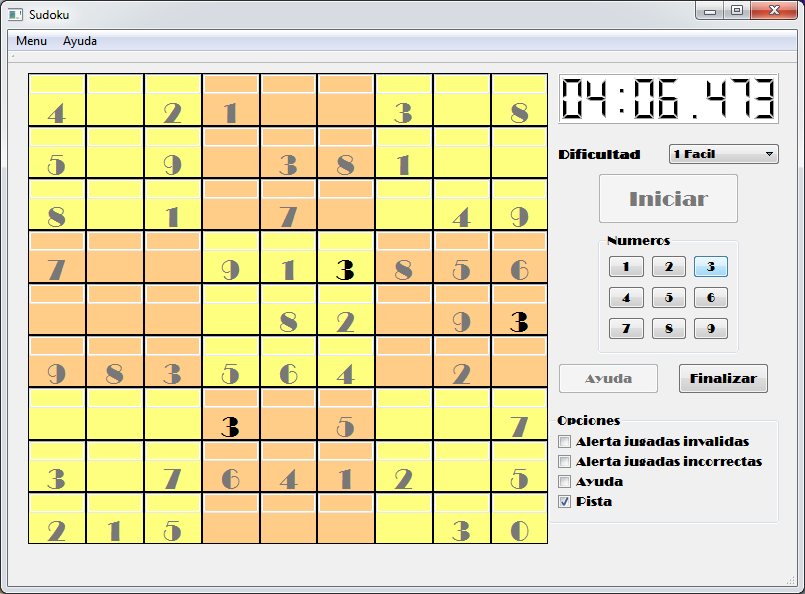 Sudoku
Menu Ayuda
4 2 1 3 8
5 9 3 8 1
8 1 7 4 9
7 9 1 3 8 5 6
8 2 9 3
9 8 3 5 6 4 2
3 5 7
3 7 6 4 1 2 5
2 1 5 3 0
04:06.473
Dificultad 1 Facil
Iniciar
Numeros
1 2 3
4 5 6
7 8 9
Ayuda Finalizar
Opciones
Alerta jugadas invalidas
Alerta jugadas incorrectas
Ayuda
Pista